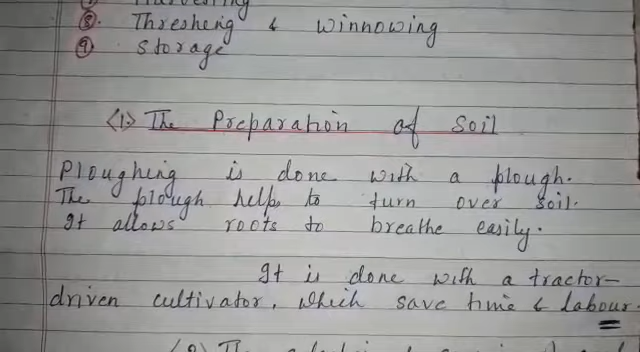 Harvesting
⑧. Threshing & winnowing
⑨ Storage
(1.) The Preparation of Soil
Ploughing is done with a plough.
The plough helps to turn over soil.
It allows roots to breathe easily.
It is done with a tractor-
driven cultivator, which save time & labour.
The